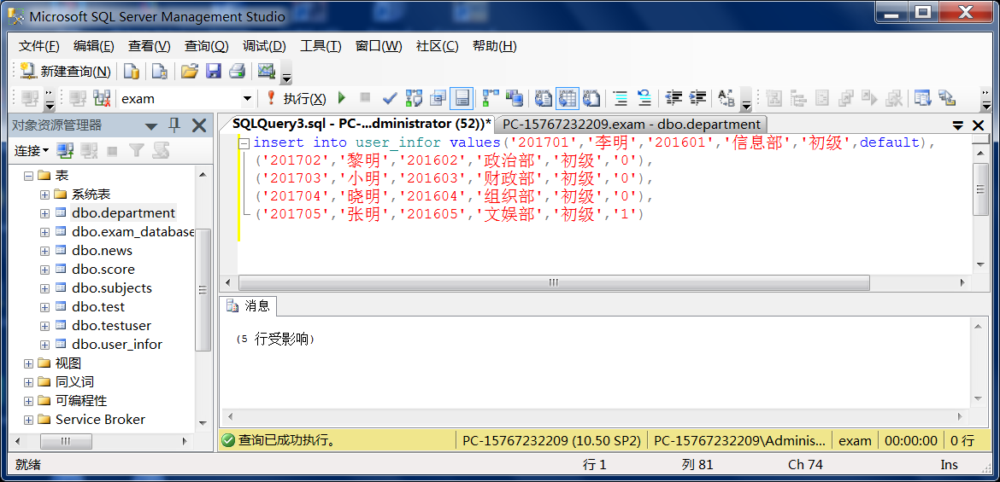 Microsoft SQL Server Management Studio
文件(F) 编辑(E) 查看(V) 查询(Q) 调试(D) 工具(T) 窗口(W) 社区(C) 帮助(H)
新建查询(N)
exam 执行(X)
对象资源管理器
连接
表
系统表
dbo.department
dbo.exam_database
dbo.news
dbo.score
dbo.subjects
dbo.test
dbo.testuser
dbo.user_infor
视图
同义词
可编程性
Service Broker
SQLQuery3.sql - PC-...dministrator (52))* PC-15767232209.exam - dbo.department
insert into user_infor values('201701','李明','201601','信息部','初级',default),
('201702','黎明','201602','政治部','初级','0'),
('201703','小明','201603','财政部','初级','0'),
('201704','晓明','201604','组织部','初级','0'),
('201705','张明','201605','文娱部','初级','1')
消息
(5 行受影响)
查询已成功执行。 PC-15767232209 (10.50 SP2) PC-15767232209\Adminis... exam 00:00:00 0 行
就绪 行 1 列 81 Ch 74 Ins